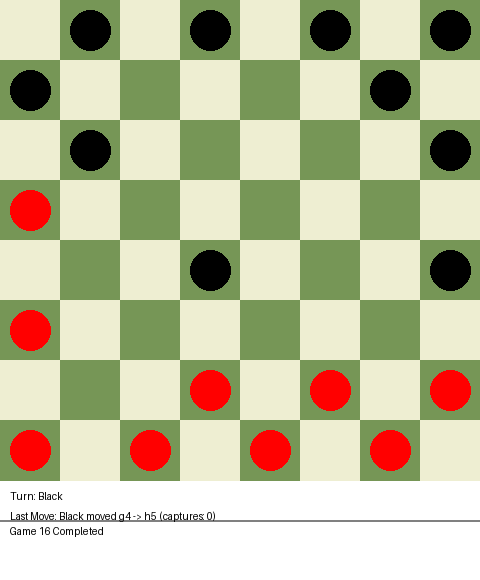 Turn: Black
Last Move: Black moved g4 -> h5 (captures: 0)
Game 16 Completed